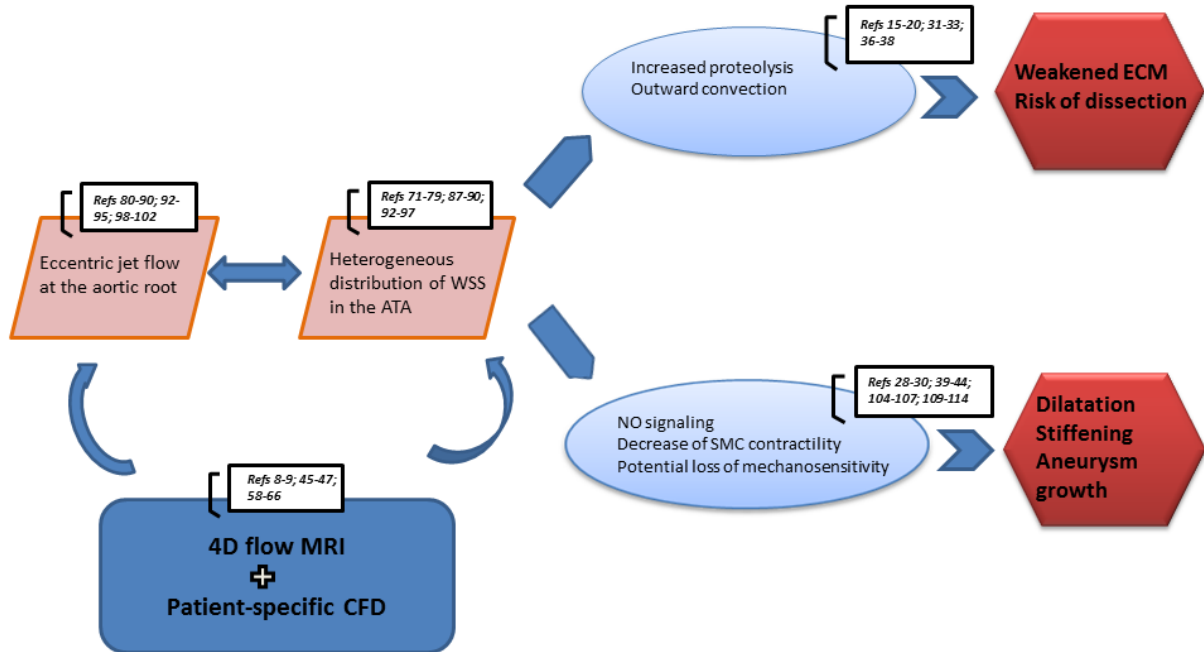 Refs 15-20; 31-33;
36-38
Increased proteolysis
Outward convection
Weakened ECM
Risk of dissection
Refs 80-90; 92-
95; 98-102
Eccentric jet flow
at the aortic root
Refs 71-79; 87-90;
92-97
Heterogeneous
distribution of WSS
in the ATA
Refs 28-30; 39-44;
104-107; 109-114
NO signaling
Decrease of SMC contractility
Potential loss of mechanosensitivity
Dilatation
Stiffening
Aneurysm
growth
Refs 8-9; 45-47;
58-66
4D flow MRI
+
Patient-specific CFD